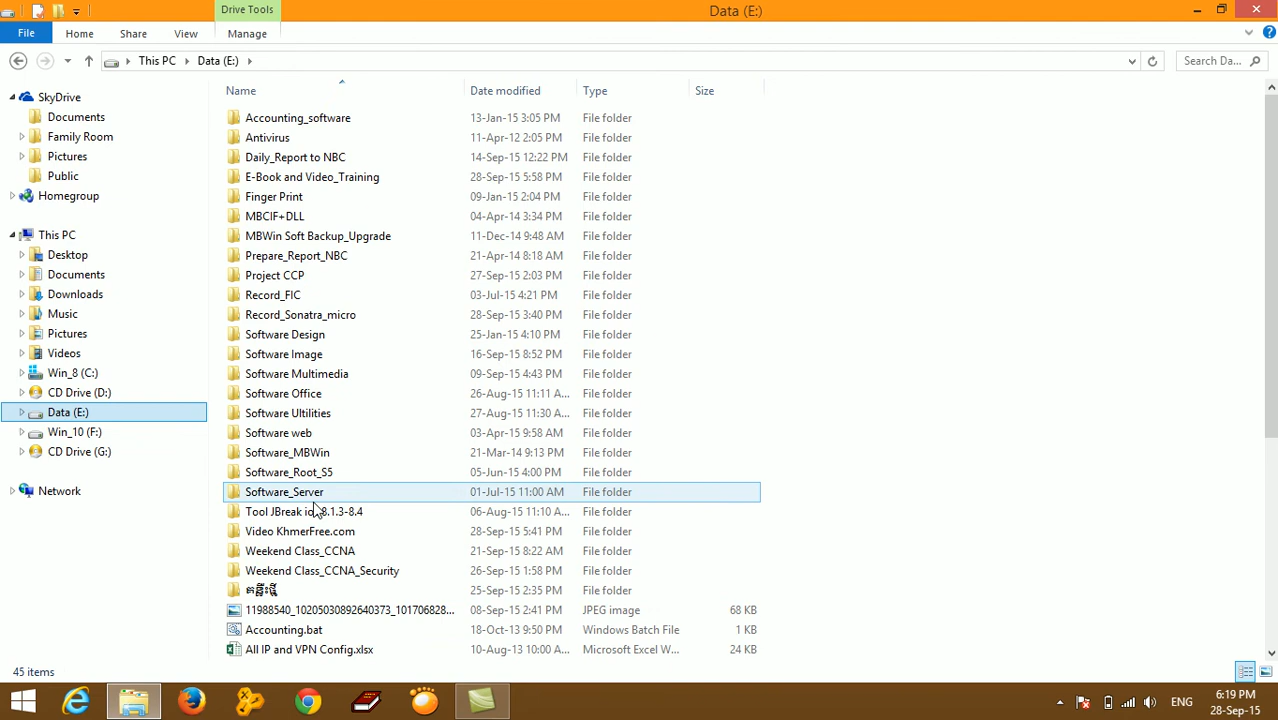 Drive Tools
Data (E:)
File Home Share View Manage
This PC Data (E:) Search Da...
Name Date modified Type Size
SkyDrive
Documents
Family Room
Pictures
Public
Homegroup
This PC
Desktop
Documents
Downloads
Music
Pictures
Videos
Win_8 (C:)
CD Drive (D:)
Data (E:)
Win_10 (F:)
CD Drive (G:)
Network
Accounting_software 13-Jan-15 3:05 PM File folder
Antivirus 11-Apr-12 2:05 PM File folder
Daily_Report to NBC 14-Sep-15 12:22 PM File folder
E-Book and Video_Training 28-Sep-15 5:58 PM File folder
Finger Print 09-Jan-15 2:04 PM File folder
MBCIF+DLL 04-Apr-14 3:34 PM File folder
MBWin Soft Backup_Upgrade 11-Dec-14 9:48 AM File folder
Prepare_Report_NBC 21-Apr-14 8:18 AM File folder
Project CCP 27-Sep-15 2:03 PM File folder
Record_FIC 03-Jul-15 4:21 PM File folder
Record_Sonatra_micro 28-Sep-15 3:40 PM File folder
Software Design 25-Jan-15 4:10 PM File folder
Software Image 16-Sep-15 8:52 PM File folder
Software Multimedia 09-Sep-15 4:43 PM File folder
Software Office 26-Aug-15 11:11 A... File folder
Software Ultilities 27-Aug-15 11:30 A... File folder
Software web 03-Apr-15 9:58 AM File folder
Software_MBWin 21-Mar-14 9:13 PM File folder
Software_Root_S5 05-Jun-15 4:00 PM File folder
Software_Server 01-Jul-15 11:00 AM File folder
Tool JBreak 8.1.3-8.4 06-Aug-15 11:10 A... File folder
Video KhmerFree.com 28-Sep-15 5:41 PM File folder
Weekend Class_CCNA 21-Sep-15 8:22 AM File folder
Weekend Class_CCNA_Security 26-Sep-15 1:58 PM File folder
25-Sep-15 2:35 PM File folder
11988540_10205030892640373_101706828... 08-Sep-15 2:41 PM JPEG image 68 KB
Accounting.bat 18-Oct-13 9:50 PM Windows Batch File 1 KB
All IP and VPN Config.xlsx 10-Aug-13 10:00 A... Microsoft Excel W... 24 KB
45 items
ENG
6:19 PM
28-Sep-15